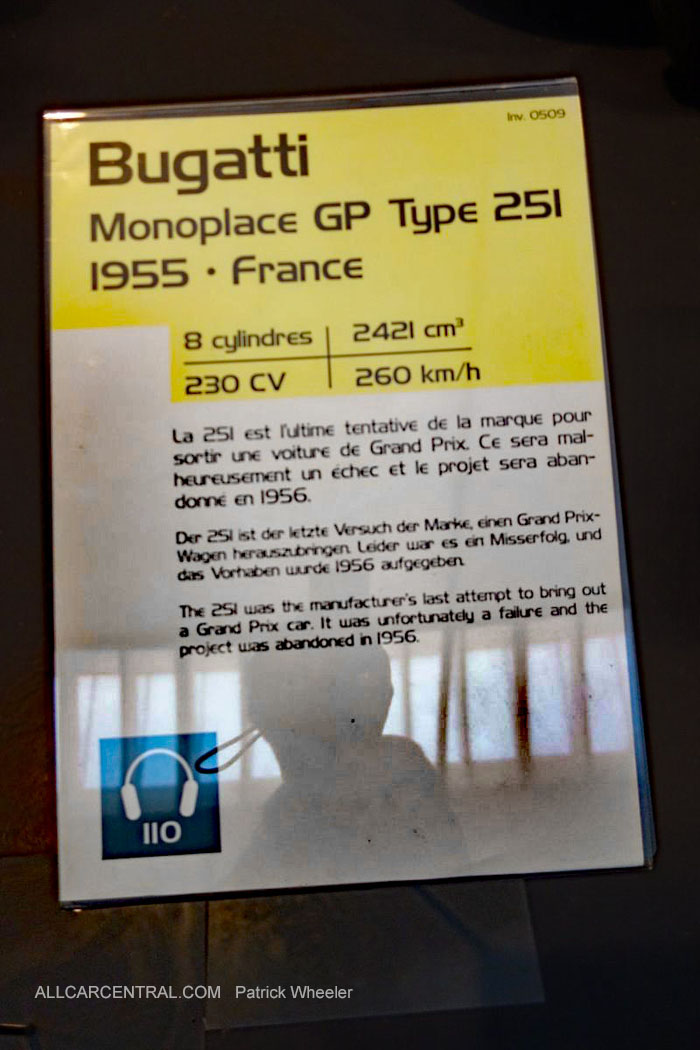 Inv. 0509
Bugatti
Monoplace GP Type 251
1955 • France
8 cylindres | 2421 cm³
230 CV | 260 km/h
La 251 est l'ultime tentative de la marque pour
sortir une voiture de Grand Prix. Ce sera mal-
heureusement un échec et le projet sera aban-
donné en 1956.
Der 251 ist der letzte Versuch der Marke, einen Grand Prix-
Wagen herauszubringen. Leider war es ein Misserfolg, und
das Vorhaben wurde 1956 aufgegeben.
The 251 was the manufacturer's last attempt to bring out
a Grand Prix car. It was unfortunately a failure and the
project was abandoned in 1956.
110
ALLCARCENTRAL.COM Patrick Wheeler